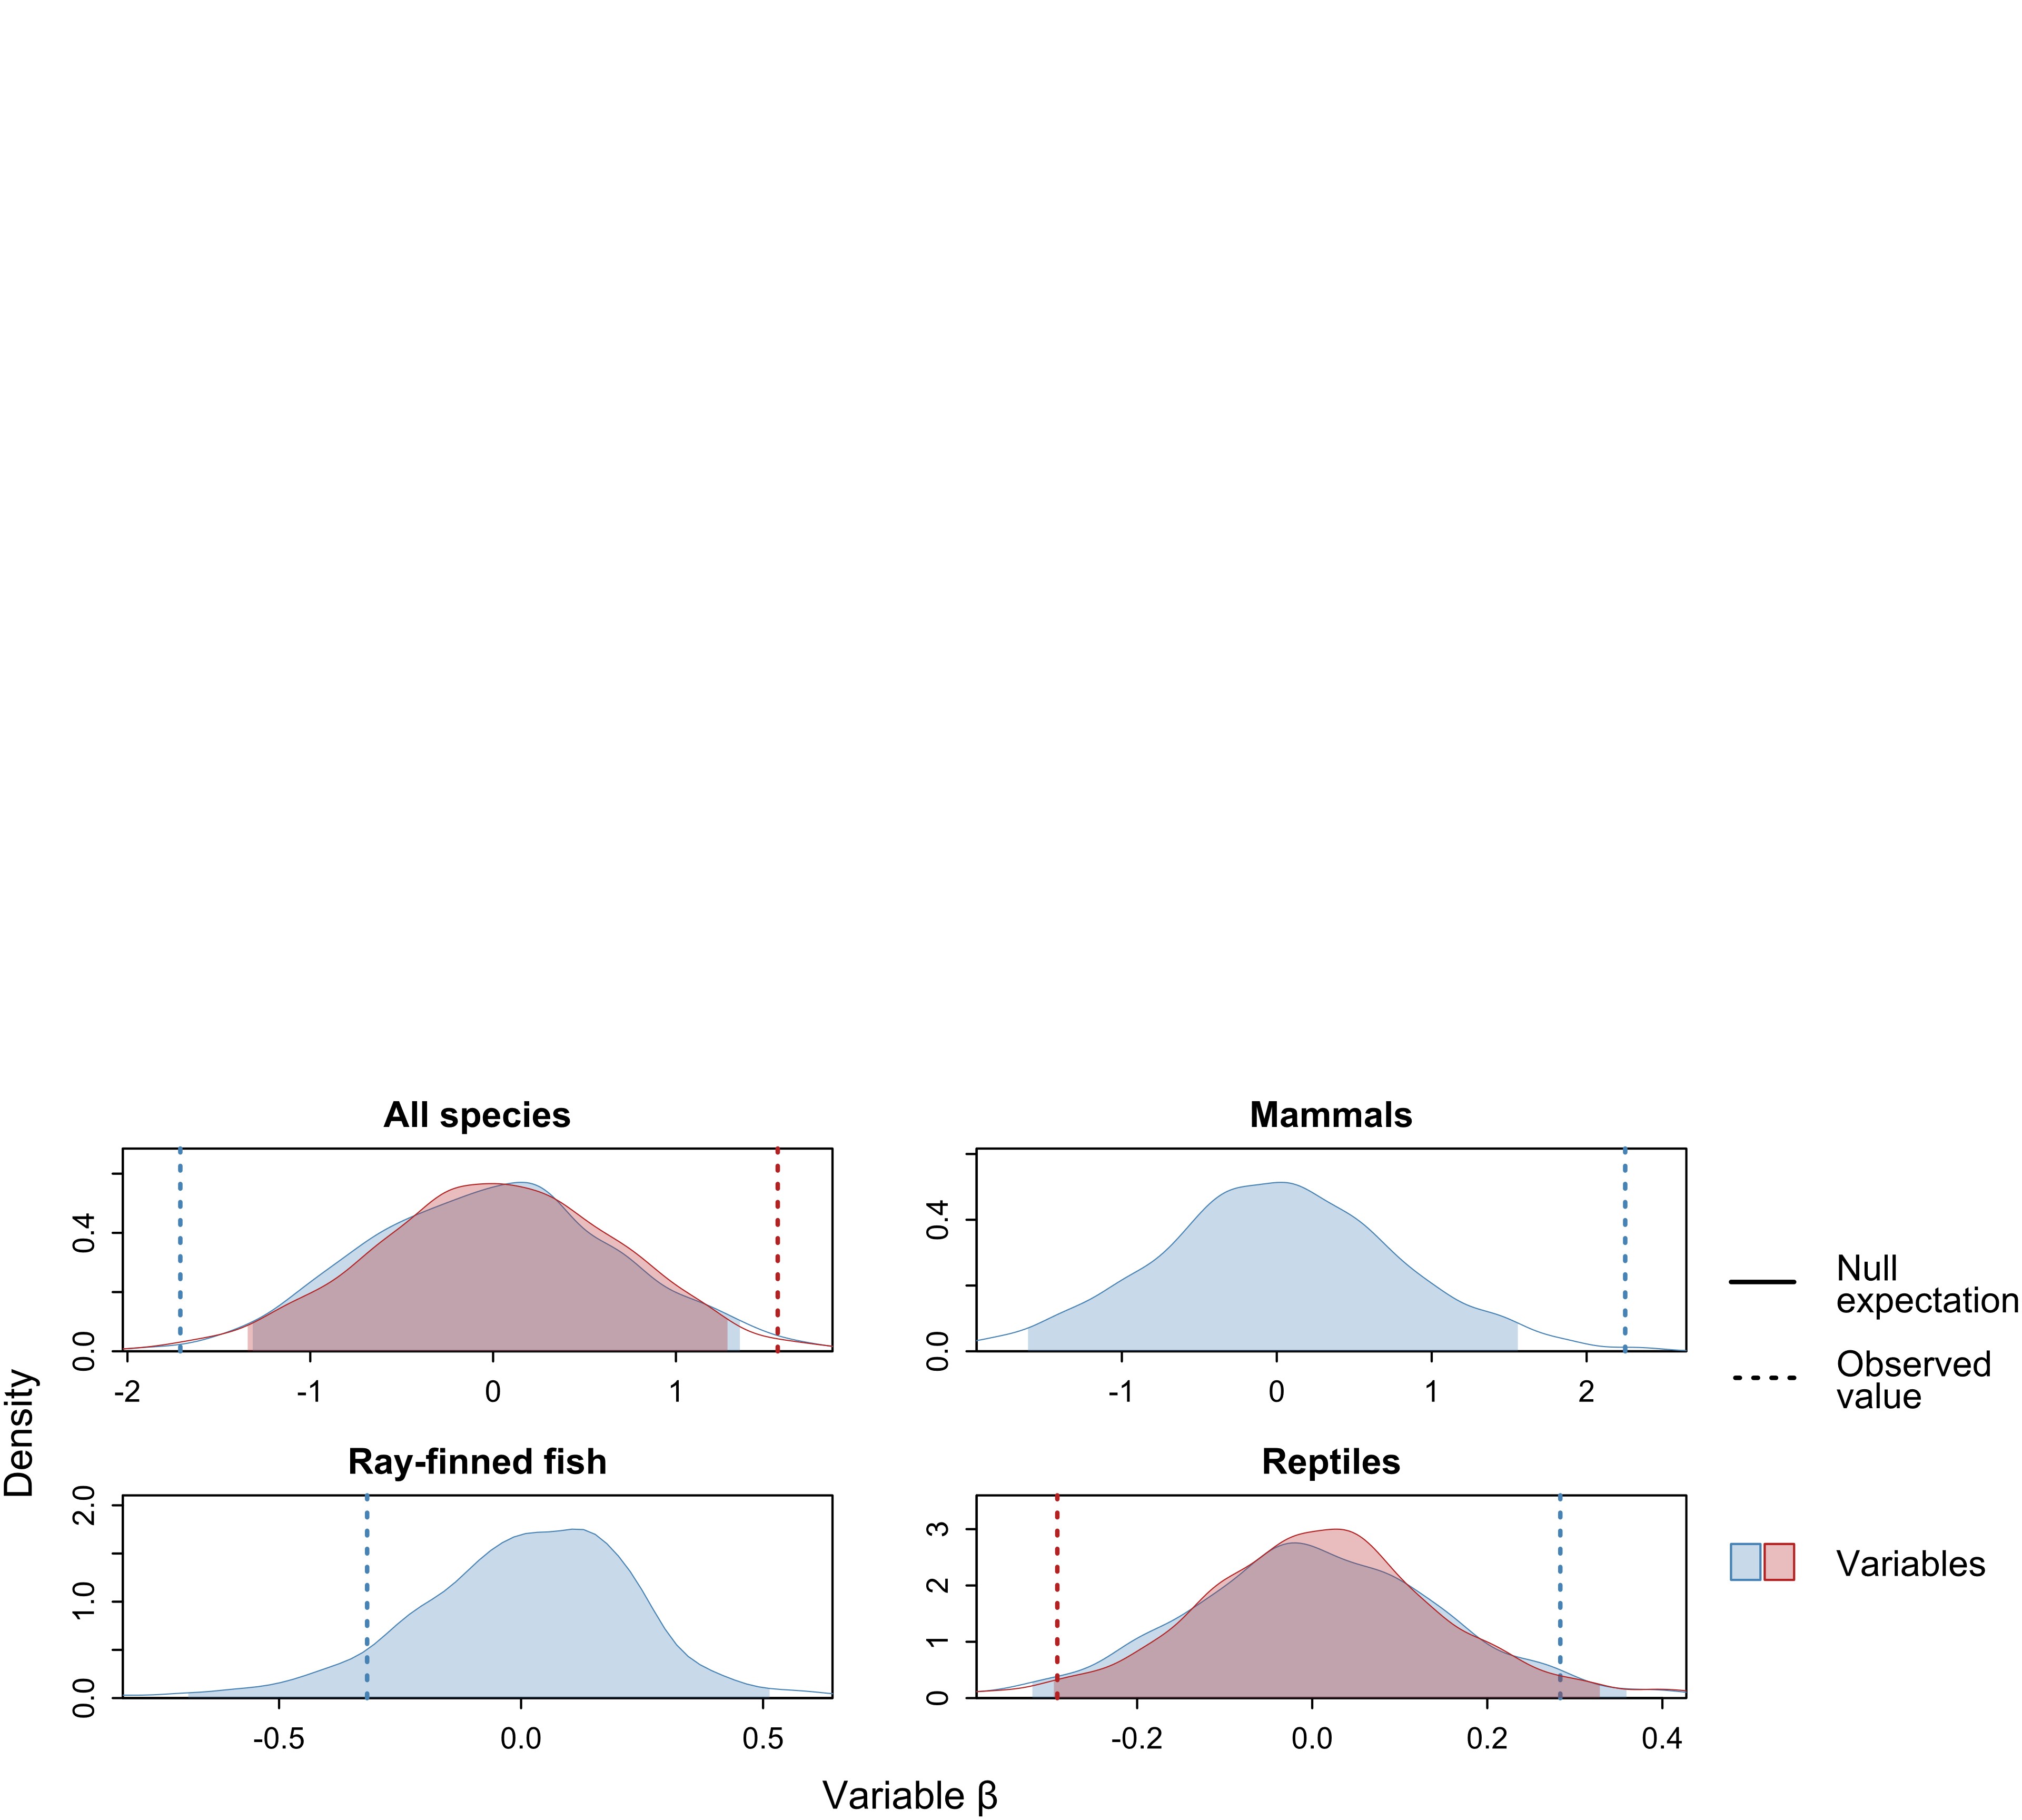 All species
Mammals
0.0
0.4
-2
-1
0
1
0.0
0.4
-1
0
1
2
Null
expectation
Observed
value
Density
Ray-finned fish
Reptiles
0.0
1.0
2.0
-0.5
0.0
0.5
0
1
2
3
-0.2
0.0
0.2
0.4
Variables
Variable β